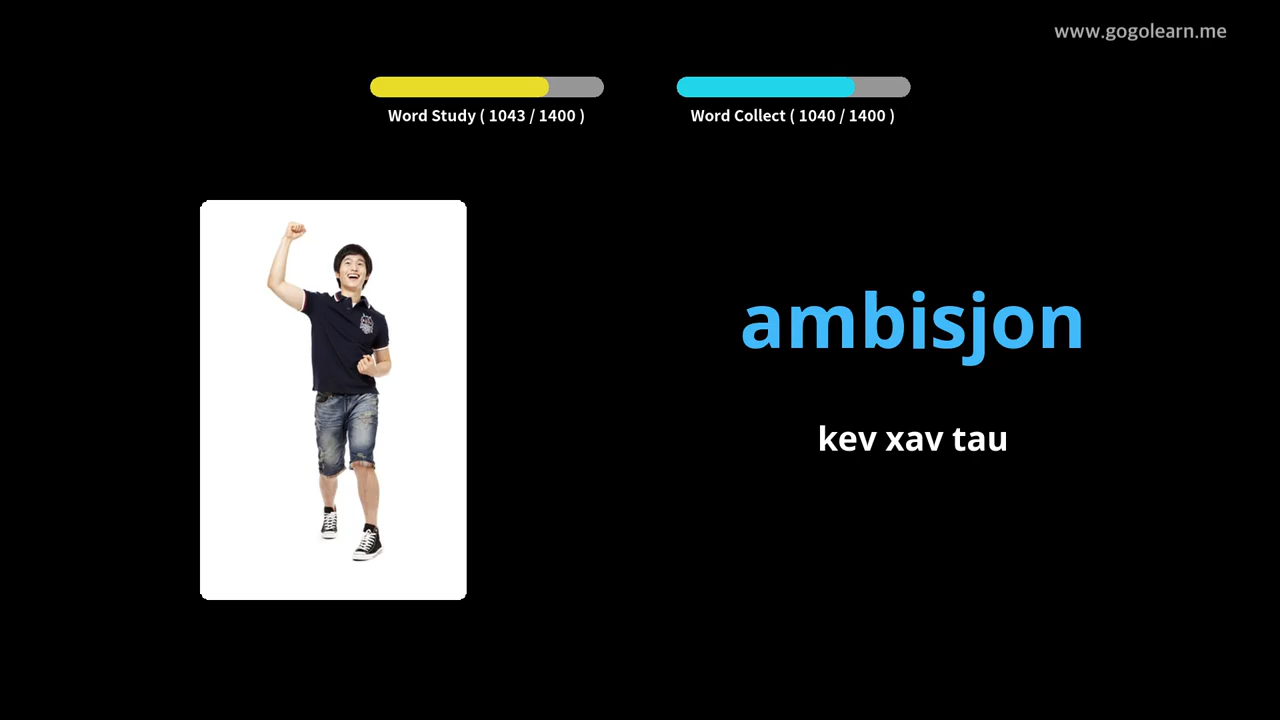 www.gogolearn.me
Word Study ( 1043 / 1400 )
Word Collect ( 1040 / 1400 )
ambisjon
kev xav tau